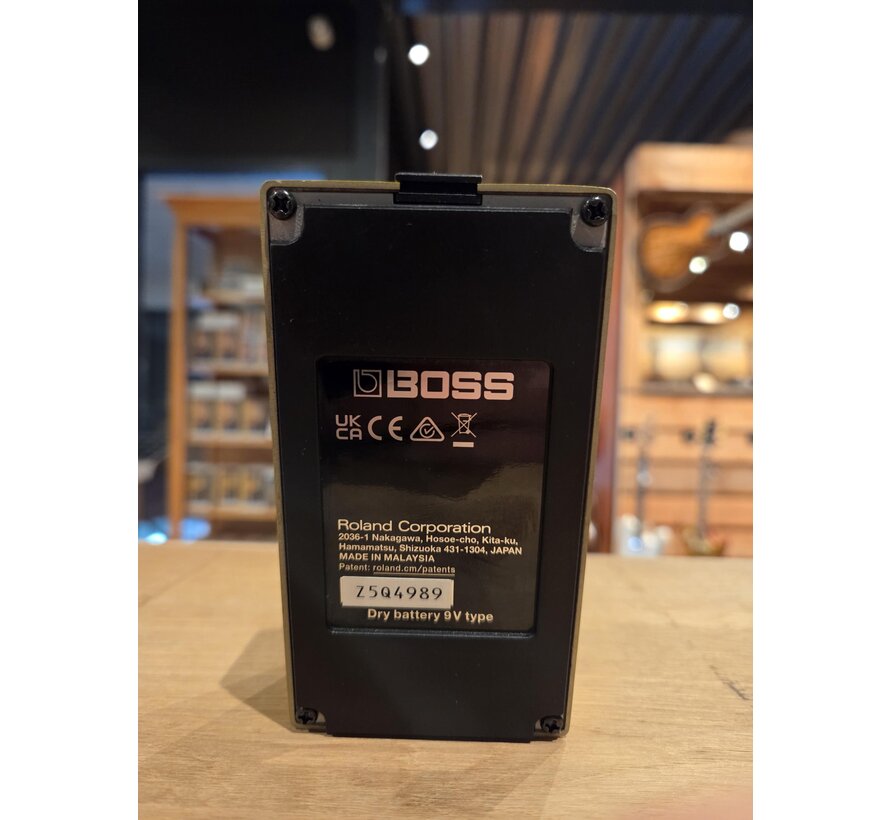 BOSS
UK
CA CE
Roland Corporation
2036-1 Nakagawa, Hosoe-cho, Kita-ku,
Hamamatsu, Shizuoka 431-1304, JAPAN
MADE IN MALAYSIA
Patent: roland.cm/patents
Z5Q4989
Dry battery 9V type